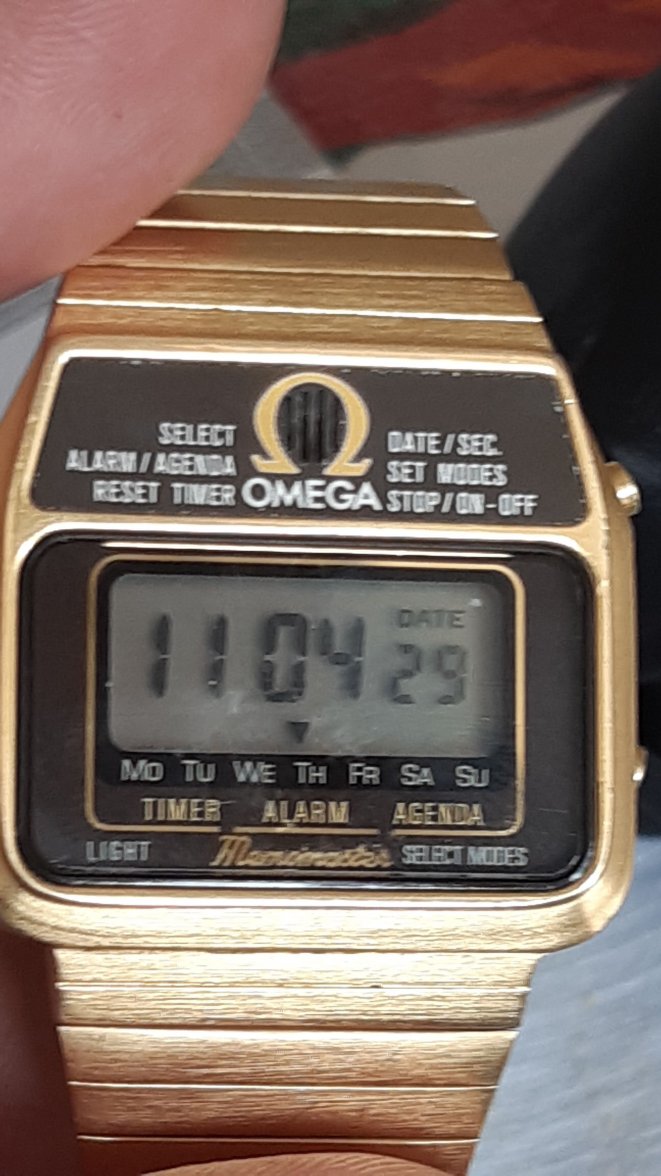 SELECT
ALARM/AGENDA
RESET TIMER
Ω
OMEGA
DATE/SEC.
SET MODES
STOP/ON-OFF
DATE
11 04 29
MO TU WE TH FR SA SU
TIMER ALARM AGENDA
LIGHT Memomaster SELECT MODES